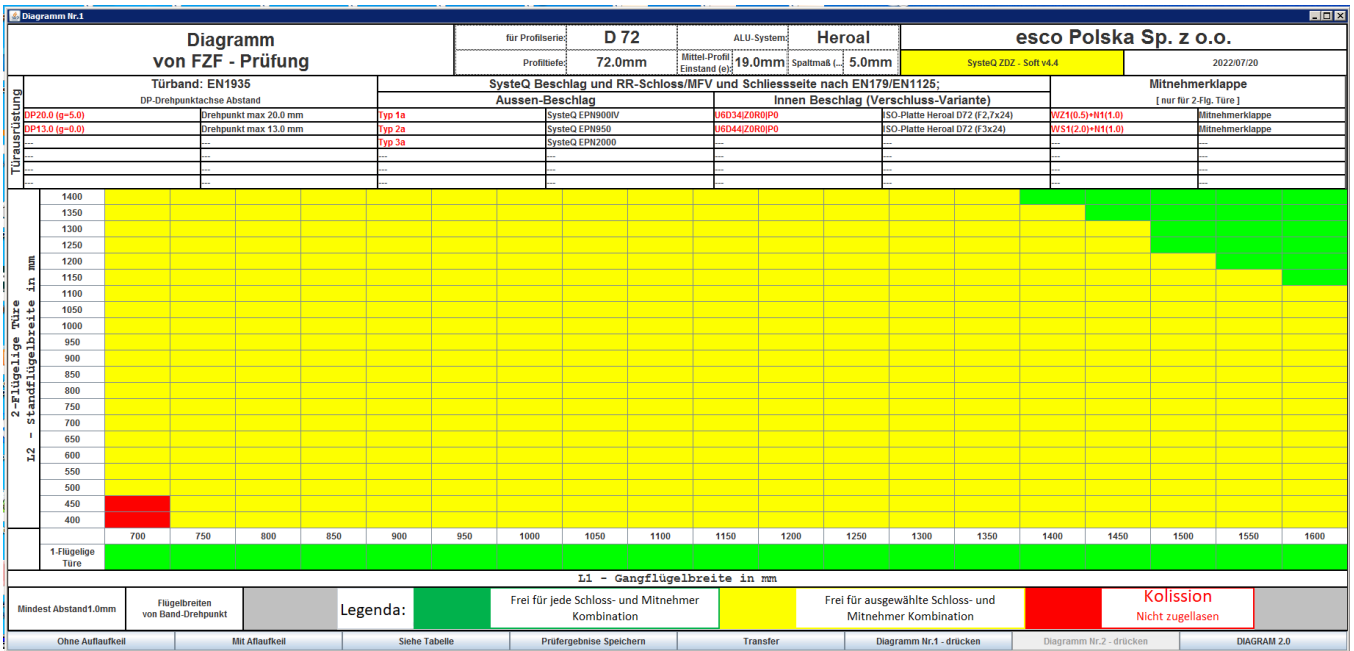 Diagramm Nr.1
Diagramm
von FZF - Prüfung
für Profilserie:
D 72
ALU-System:
Heroal
esco Polska Sp. z o.o.
Profiltiefe:
72.0mm
Mittel-Profil
Einstand (e):
19.0mm
Spaltmaß (...
5.0mm
SysteQ ZDZ - Soft v4.4
2022/07/20
Türausrüstung
Türband: EN1935
DP-Drehpunktachse Abstand
SysteQ Beschlag und RR-Schloss/MFV und Schliessseite nach EN179/EN1125;
Aussen-Beschlag
Innen Beschlag (Verschluss-Variante)
Mitnehmerklappe
[ nur für 2-Flg. Türe ]
DP20.0 (g=5.0) Drehpunkt max 20.0 mm Typ 1a SysteQ EPN900IV U6D34|Z0R0|P0 ISO-Platte Heroal D72 (F2,7x24) WZ1(0.5)+N1(1.0) Mitnehmerklappe
DP13.0 (g=0.0) Drehpunkt max 13.0 mm Typ 2a SysteQ EPN950 U6D44|Z0R0|P0 ISO-Platte Heroal D72 (F3x24) WS1(2.0)+N1(1.0) Mitnehmerklappe
--- --- Typ 3a SysteQ EPN2000 --- --- --- ---
--- --- --- --- --- --- --- ---
--- --- --- --- --- --- --- ---
--- --- --- --- --- --- --- ---
2-Flügelige Türe
L2 - Standflügelbreite in mm
1400
1350
1300
1250
1200
1150
1100
1050
1000
950
900
850
800
750
700
650
600
550
500
450
400
700 750 800 850 900 950 1000 1050 1100 1150 1200 1250 1300 1350 1400 1450 1500 1550 1600
1-Flügelige
Türe
L1 - Gangflügelbreite in mm
Mindest Abstand1.0mm
Flügelbreiten
von Band-Drehpunkt
Legenda:
Frei für jede Schloss- und Mitnehmer
Kombination
Frei für ausgewählte Schloss- und
Mitnehmer Kombination
Kolission
Nicht zugellasen
Ohne Auflaufkeil
Mit Aflaufkeil
Siehe Tabelle
Prüfergebnise Speichern
Transfer
Diagramm Nr.1 - drücken
Diagramm Nr.2 - drücken
DIAGRAM 2.0